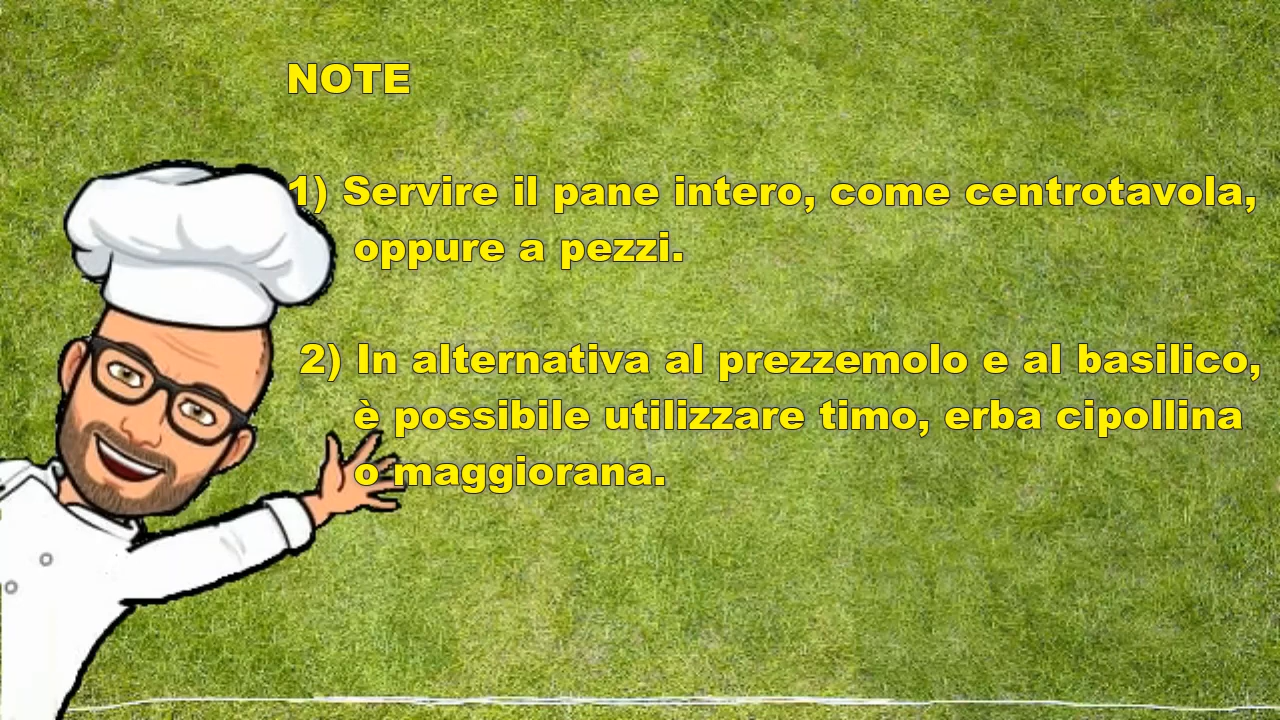 NOTE
1) Servire il pane intero, come centrotavola,
oppure a pezzi.
2) In alternativa al prezzemolo e al basilico,
è possibile utilizzare timo, erba cipollina
o maggiorana.